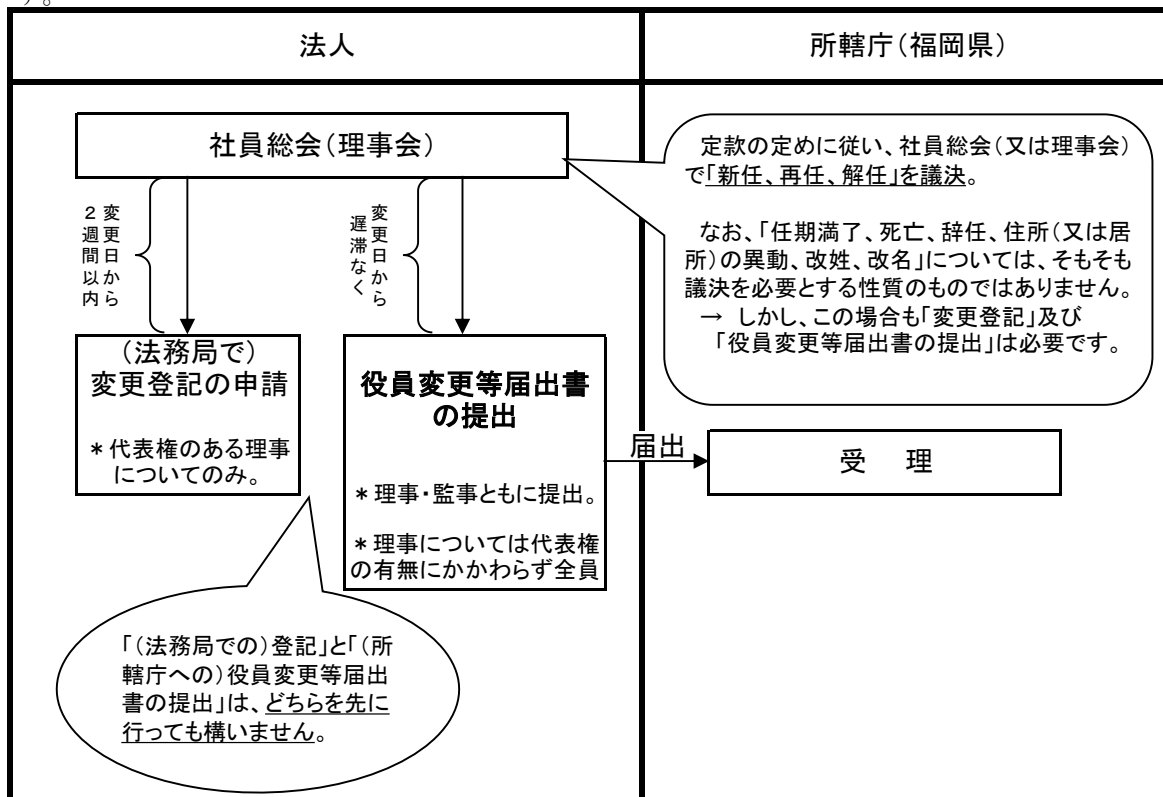 す。
法人
所轄庁(福岡県)
社員総会(理事会)
定款の定めに従い、社員総会(又は理事会)
で「新任、再任、解任」を議決。
なお、「任期満了、死亡、辞任、住所(又は居
所)の異動、改姓、改名」については、そもそも
議決を必要とする性質のものではありません。
→ しかし、この場合も「変更登記」及び
「役員変更等届出書の提出」は必要です。
変更日から
2週間以内
変更日から
遅滞なく
(法務局で)
変更登記の申請
*代表権のある理事
についてのみ。
役員変更等届出書
の提出
*理事・監事ともに提出。
*理事については代表権
の有無にかかわらず全員
届出
受 理
「(法務局での)登記」と「(所
轄庁への)役員変更等届出
書の提出」は、どちらを先に
行っても構いません。